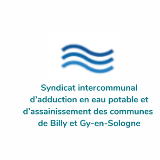 Syndicat intercommunal
d'adduction en eau potable et
d'assainissement des communes
de Billy et Gy-en-Sologne